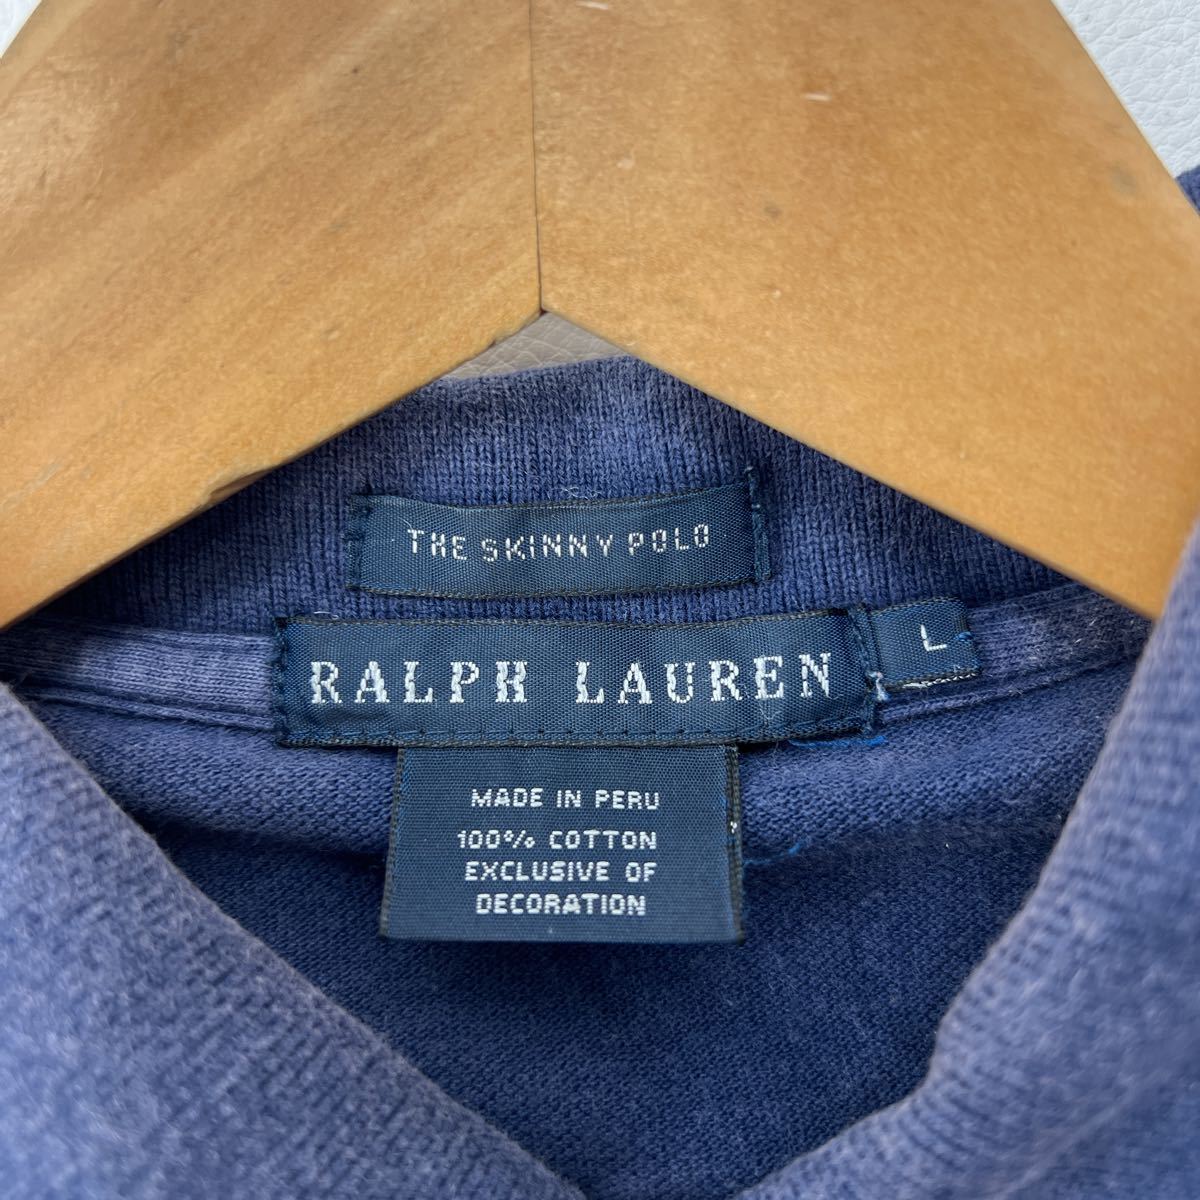 THE SKINNY POLO
RALPH LAUREN
L
MADE IN PERU
100% COTTON
EXCLUSIVE OF
DECORATION